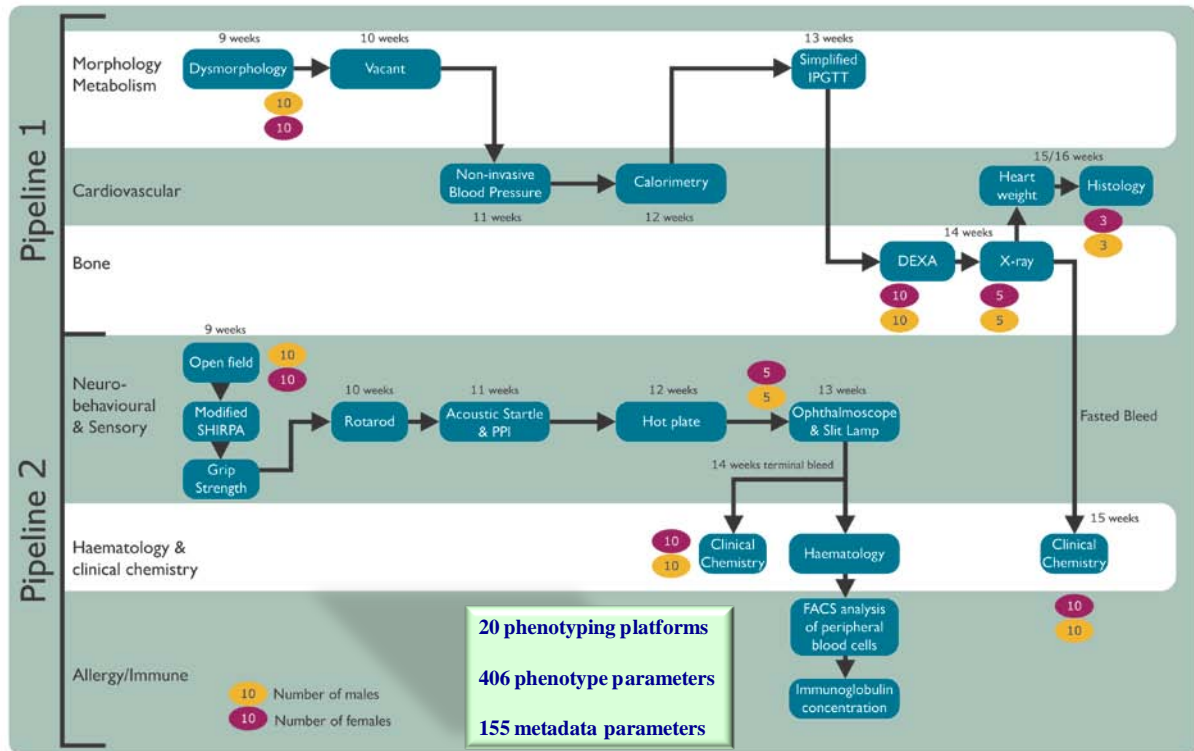 Pipeline 1
Morphology
Metabolism
9 weeks
Dysmorphology
10
10
10 weeks
Vacant
13 weeks
Simplified
IPGTT
Cardiovascular
Non-invasive
Blood Pressure
11 weeks
Calorimetry
12 weeks
15/16 weeks
Heart
weight
Histology
3
3
Bone
14 weeks
DEXA
10
10
X-ray
5
5
Pipeline 2
Neuro-
behavioural
& Sensory
9 weeks
Open field
10
10
Modified
SHIRPA
Grip
Strength
10 weeks
Rotarod
11 weeks
Acoustic Startle
& PPI
12 weeks
Hot plate
5
5
13 weeks
Ophthalmoscope
& Slit Lamp
Fasted Bleed
14 weeks terminal bleed
Haematology &
clinical chemistry
10
10
Clinical
Chemistry
Haematology
15 weeks
Clinical
Chemistry
10
10
Allergy/Immune
FACS analysis
of peripheral
blood cells
Immunoglobulin
concentration
10 Number of males
10 Number of females
20 phenotyping platforms
406 phenotype parameters
155 metadata parameters